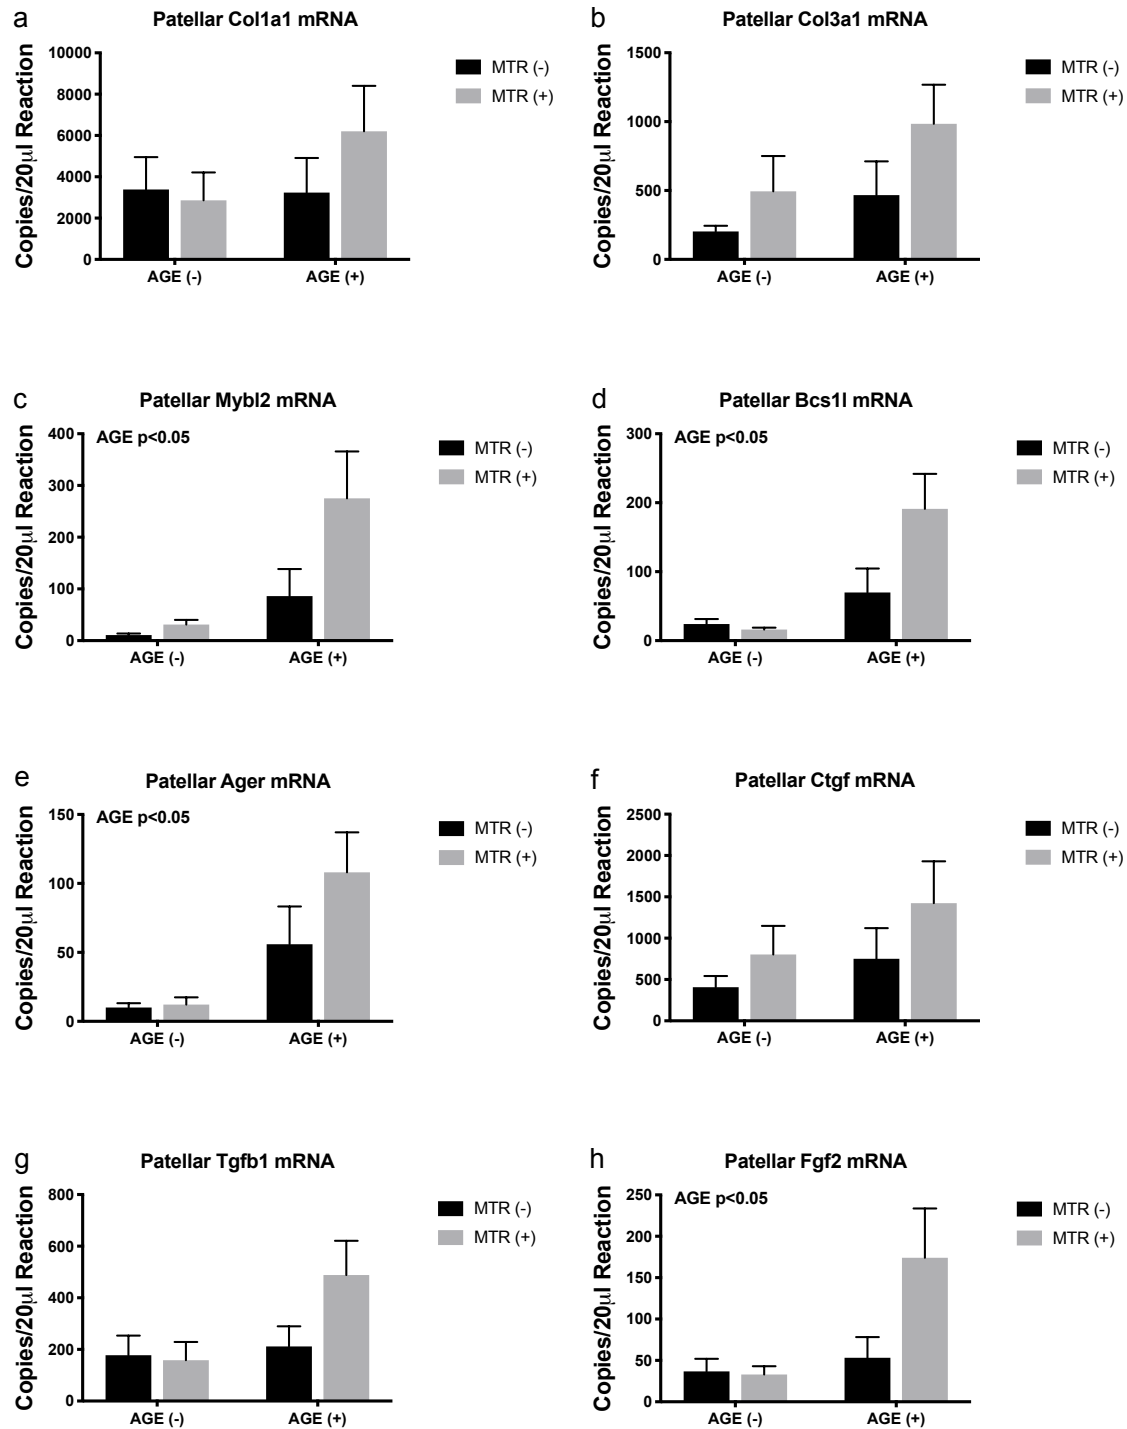 a
Patellar Col1a1 mRNA
Copies/20μl Reaction
10000
8000
6000
4000
2000
0
AGE (-)
AGE (+)
MTR (-)
MTR (+)
b
Patellar Col3a1 mRNA
Copies/20μl Reaction
1500
1000
500
0
AGE (-)
AGE (+)
MTR (-)
MTR (+)
c
Patellar Mybl2 mRNA
Copies/20μl Reaction
AGE p<0.05
400
300
200
100
0
AGE (-)
AGE (+)
MTR (-)
MTR (+)
d
Patellar Bcs1l mRNA
Copies/20μl Reaction
AGE p<0.05
300
200
100
0
AGE (-)
AGE (+)
MTR (-)
MTR (+)
e
Patellar Ager mRNA
Copies/20μl Reaction
AGE p<0.05
150
100
50
0
AGE (-)
AGE (+)
MTR (-)
MTR (+)
f
Patellar Ctgf mRNA
Copies/20μl Reaction
2500
2000
1500
1000
500
0
AGE (-)
AGE (+)
MTR (-)
MTR (+)
g
Patellar Tgfb1 mRNA
Copies/20μl Reaction
800
600
400
200
0
AGE (-)
AGE (+)
MTR (-)
MTR (+)
h
Patellar Fgf2 mRNA
Copies/20μl Reaction
AGE p<0.05
250
200
150
100
50
0
AGE (-)
AGE (+)
MTR (-)
MTR (+)